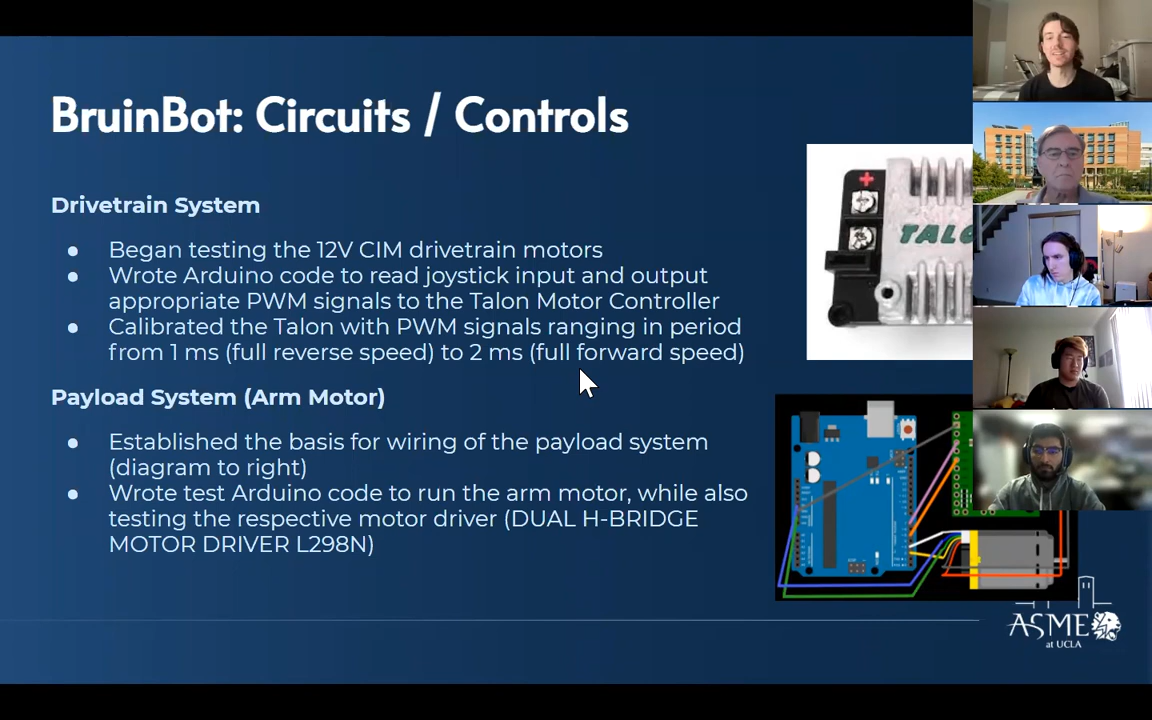 BruinBot: Circuits / Controls
Drivetrain System
● Began testing the 12V CIM drivetrain motors
● Wrote Arduino code to read joystick input and output
appropriate PWM signals to the Talon Motor Controller
● Calibrated the Talon with PWM signals ranging in period
from 1 ms (full reverse speed) to 2 ms (full forward speed)
Payload System (Arm Motor)
● Established the basis for wiring of the payload system
(diagram to right)
● Wrote test Arduino code to run the arm motor, while also
testing the respective motor driver (DUAL H-BRIDGE
MOTOR DRIVER L298N)
ASME
at UCLA